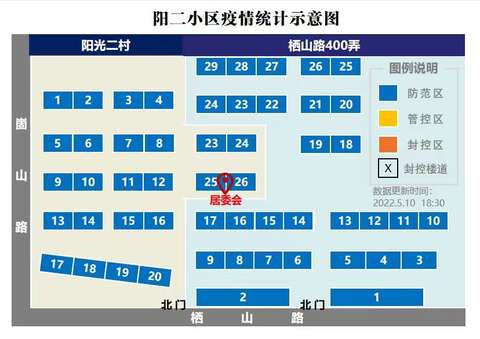 阳二小区疫情统计示意图
阳光二村 栖山路400弄
29 28 27 26 25
图例说明
1 2 3 4
24 23 22 21 20
防范区
管控区
5 6 7 8 23 24
19 18
封控区
X 封控楼道
9 10 11 12 25 26
居委会
数据更新时间:
2022.5.10 18:30
13 14 15 16 17 16 15 14 13 12 11 10
17 18 19 20 9 8 7 6 5 4 3
2 1
北门 北门
崮山路
栖山路